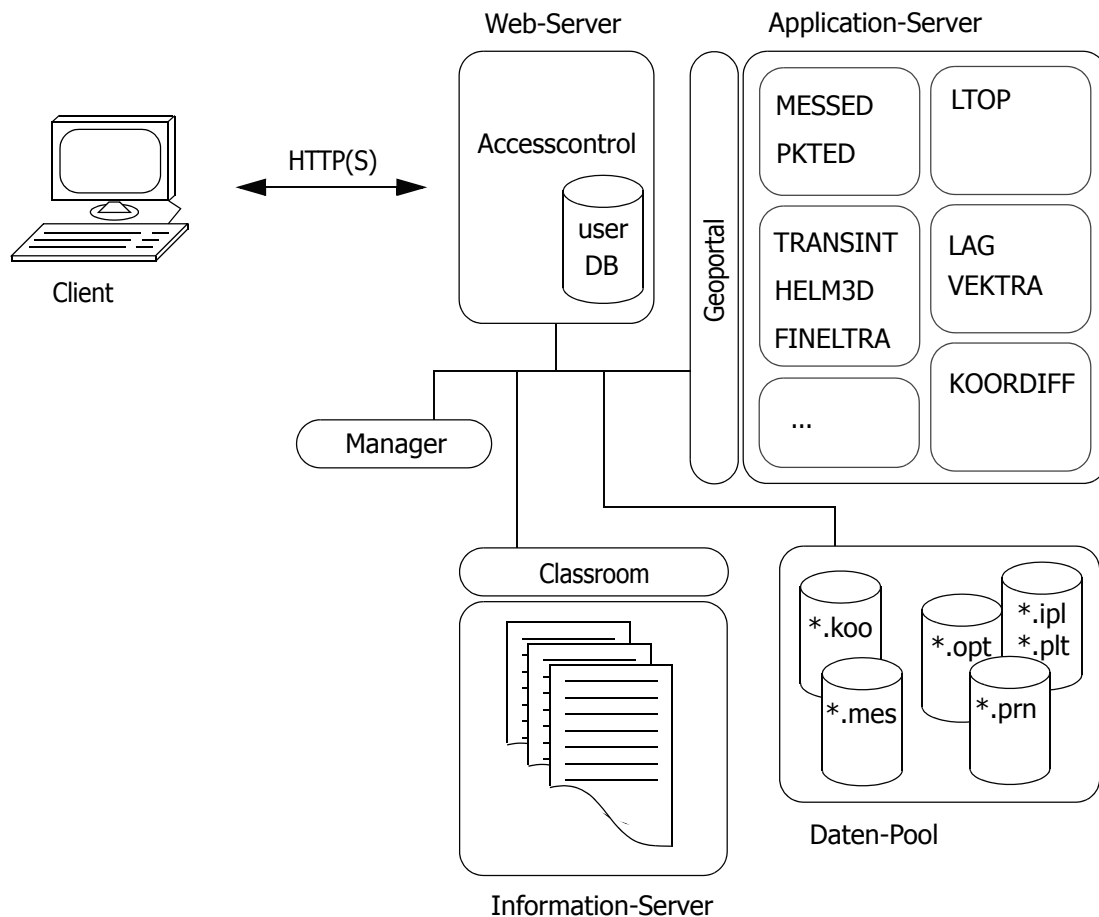 Web-Server
Application-Server
HTTP(S)
Client
Accesscontrol
user
DB
Geoportal
MESSED
PKTED
LTOP
TRANSINT
HELM3D
FINELTRA
LAG
VEKTRA
...
KOORDIFF
Manager
Classroom
Information-Server
*.koo
*.mes
*.opt
*.ipl
*.plt
*.prn
Daten-Pool